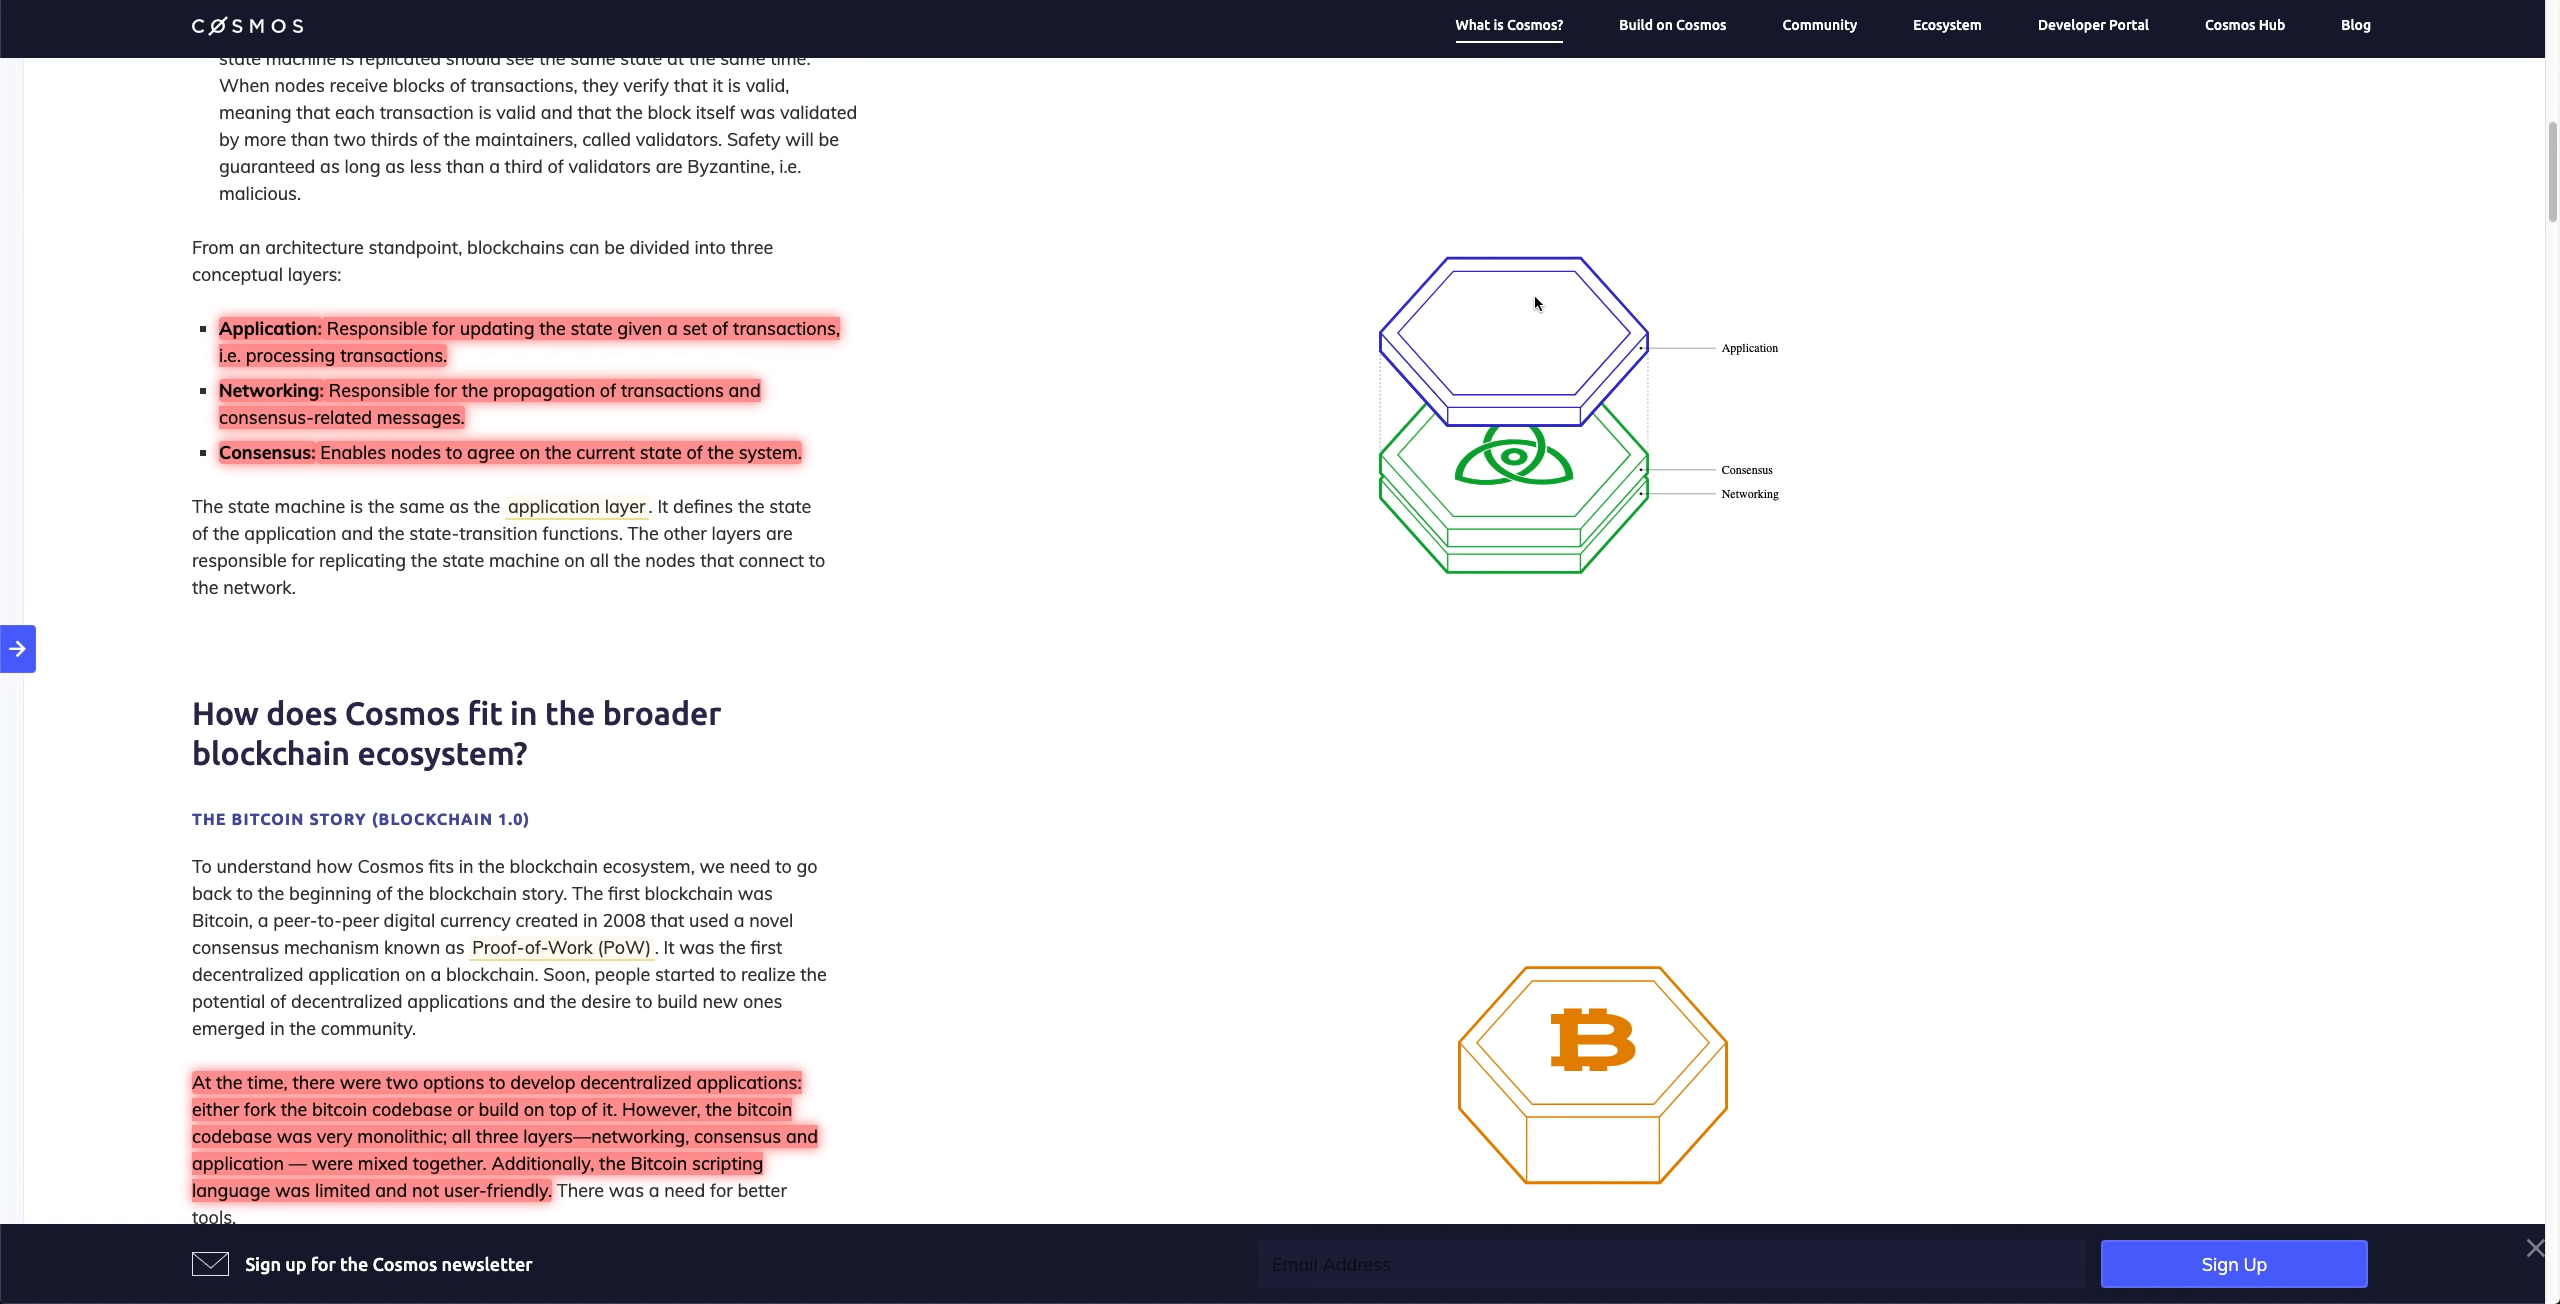 COSMOS
What is Cosmos?
Build on Cosmos
Community
Ecosystem
Developer Portal
Cosmos Hub
Blog
state machine is replicated should see the same state at the same time.
When nodes receive blocks of transactions, they verify that it is valid,
meaning that each transaction is valid and that the block itself was validated
by more than two thirds of the maintainers, called validators. Safety will be
guaranteed as long as less than a third of validators are Byzantine, i.e.
malicious.
From an architecture standpoint, blockchains can be divided into three
conceptual layers:
Application: Responsible for updating the state given a set of transactions,
i.e. processing transactions.
Networking: Responsible for the propagation of transactions and
consensus-related messages.
Consensus: Enables nodes to agree on the current state of the system.
Application
Consensus
Networking
The state machine is the same as the application layer. It defines the state
of the application and the state-transition functions. The other layers are
responsible for replicating the state machine on all the nodes that connect to
the network.
How does Cosmos fit in the broader
blockchain ecosystem?
THE BITCOIN STORY (BLOCKCHAIN 1.0)
To understand how Cosmos fits in the blockchain ecosystem, we need to go
back to the beginning of the blockchain story. The first blockchain was
Bitcoin, a peer-to-peer digital currency created in 2008 that used a novel
consensus mechanism known as Proof-of-Work (PoW). It was the first
decentralized application on a blockchain. Soon, people started to realize the
potential of decentralized applications and the desire to build new ones
emerged in the community.
At the time, there were two options to develop decentralized applications:
either fork the bitcoin codebase or build on top of it. However, the bitcoin
codebase was very monolithic; all three layers—networking, consensus and
application — were mixed together. Additionally, the Bitcoin scripting
language was limited and not user-friendly. There was a need for better
tools.
Sign up for the Cosmos newsletter
Email Address
Sign Up